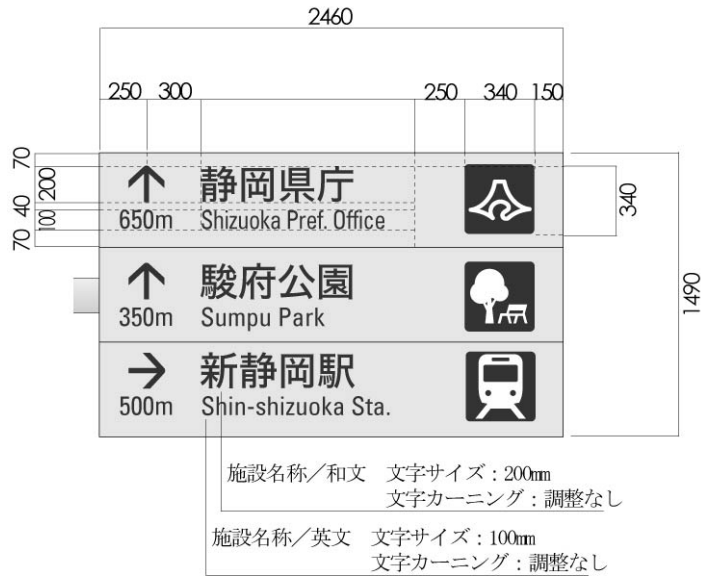 2460
250 300 250 340 150
70
200
40
100
70
340
1490
静岡県庁
650m Shizuoka Pref. Office
駿府公園
350m Sumpu Park
新静岡駅
500m Shin-shizuoka Sta.
施設名称／和文 文字サイズ：200mm
文字カーニング：調整なし
施設名称／英文 文字サイズ：100mm
文字カーニング：調整なし